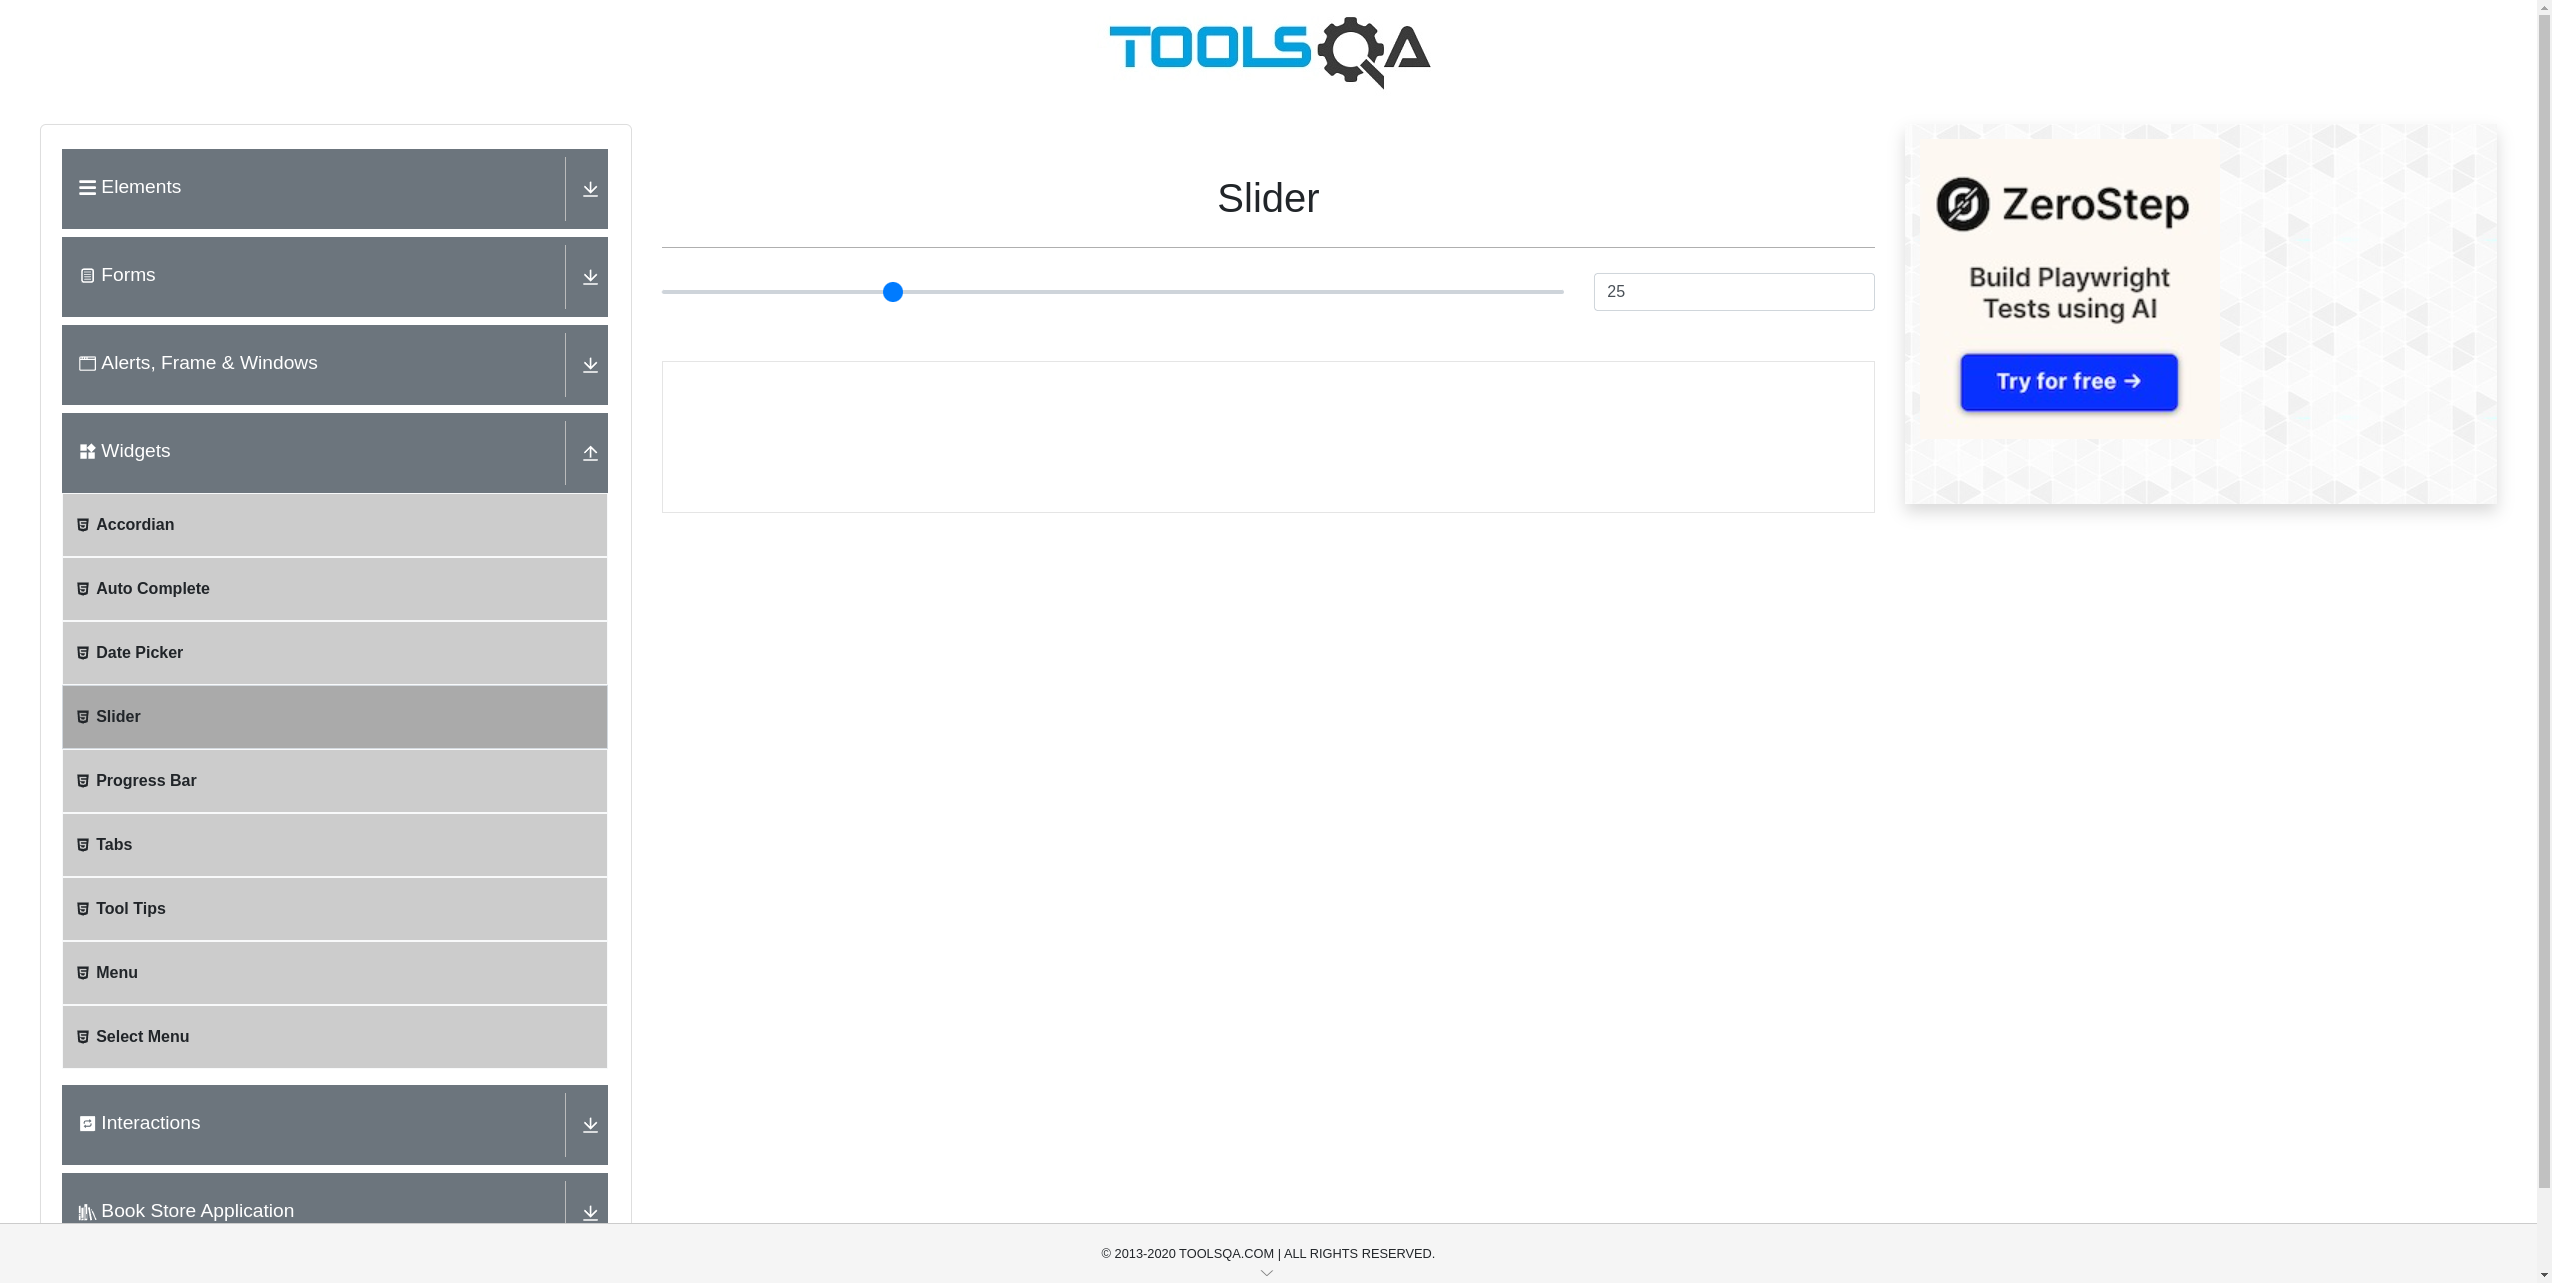 TOOLSQA
Elements
Forms
Alerts, Frame & Windows
Widgets
Accordian
Auto Complete
Date Picker
Slider
Progress Bar
Tabs
Tool Tips
Menu
Select Menu
Interactions
Book Store Application
Slider
25
ZeroStep
Build Playwright
Tests using AI
Try for free →
© 2013-2020 TOOLSQA.COM | ALL RIGHTS RESERVED.